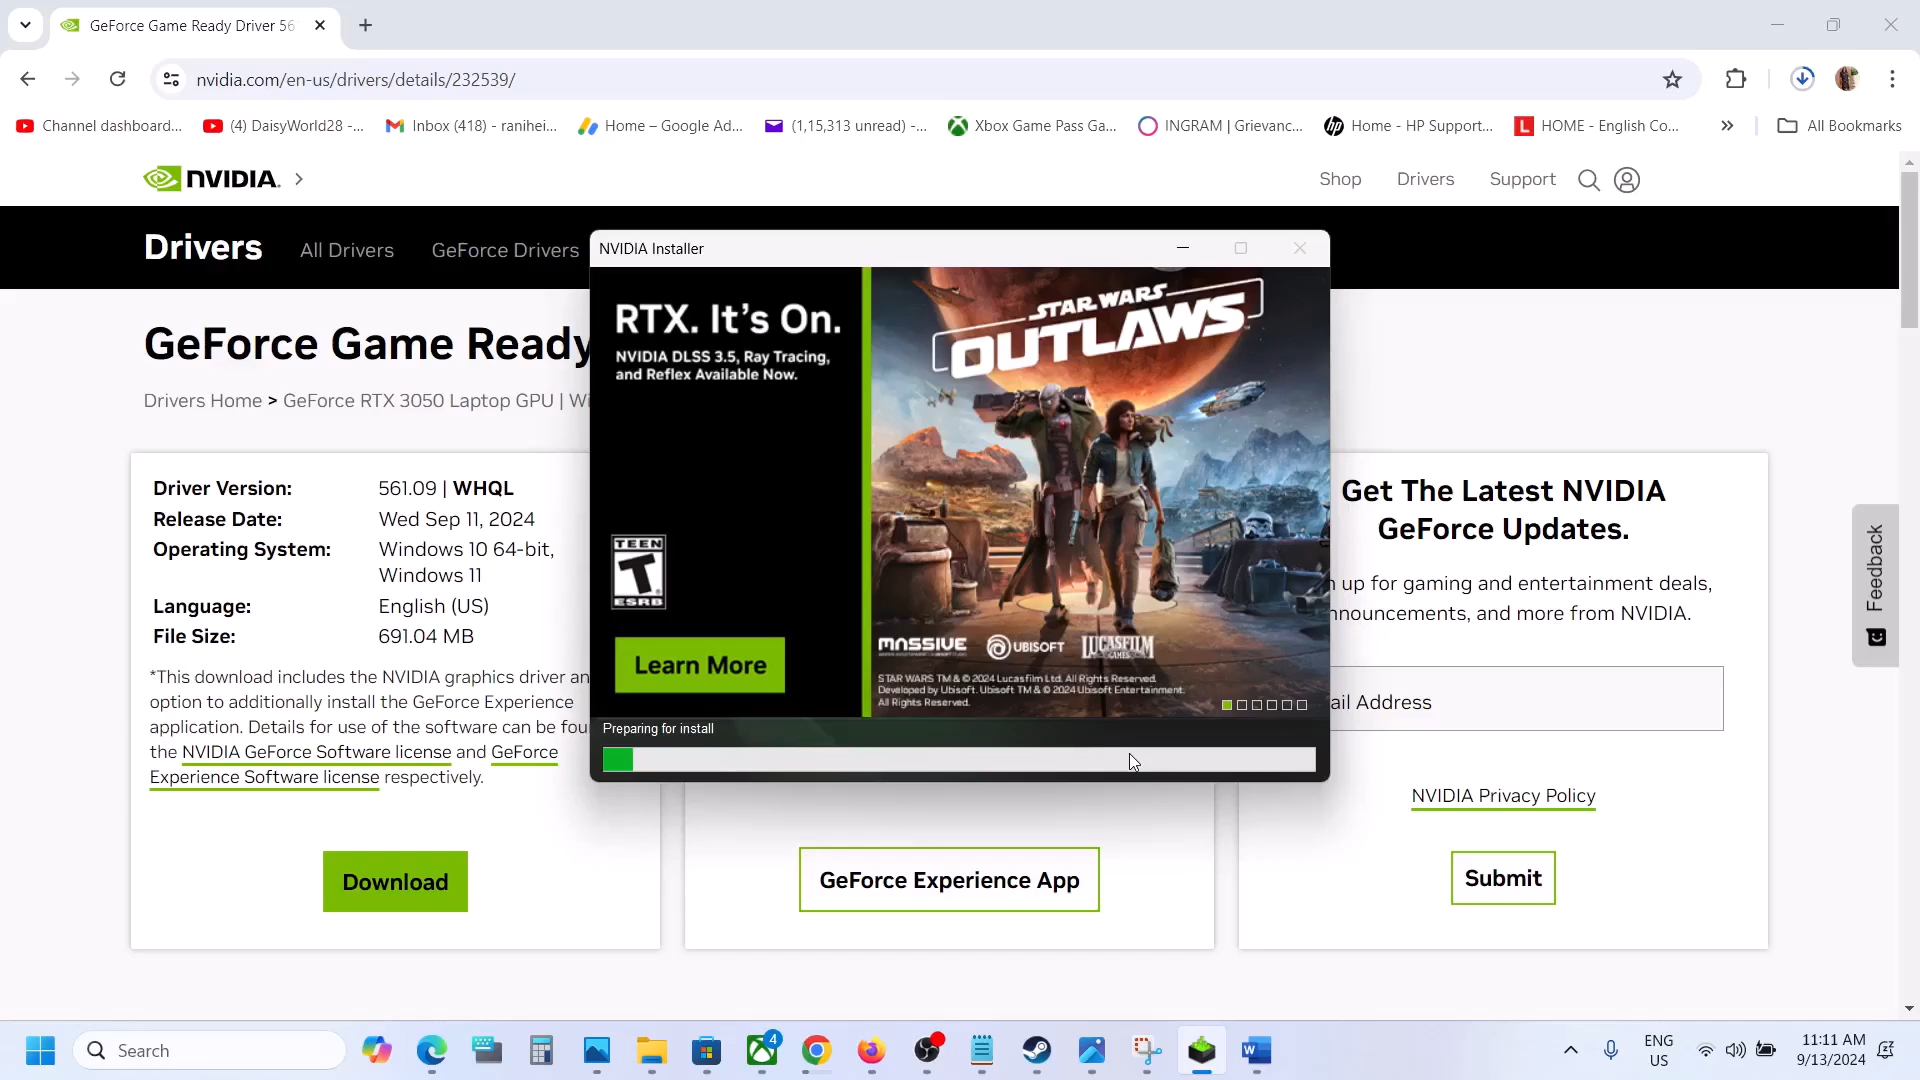 GeForce Game Ready Driver 56
nvidia.com/en-us/drivers/details/232539/
Channel dashboard...
(4) DaisyWorld28 -...
Inbox (418) - ranihei...
Home – Google Ad...
(1,15,313 unread) -...
Xbox Game Pass Ga...
INGRAM | Grievanc...
Home - HP Support...
HOME - English Co...
All Bookmarks
NVIDIA.
Shop
Drivers
Support
Drivers
All Drivers
GeForce Drivers
NVIDIA Installer
RTX. It's On.
NVIDIA DLSS 3.5, Ray Tracing,
and Reflex Available Now.
TEEN
T
ESRB
Learn More
STAR WARS
OUTLAWS
MASSIVE
UBISOFT
LUCASFILM
GAMES
STAR WARS TM & © 2024 Lucasfilm Ltd. All Rights Reserved.
Developed by Ubisoft. Ubisoft TM & © 2024 Ubisoft Entertainment.
All Rights Reserved.
Preparing for install
GeForce Game Ready
Drivers Home > GeForce RTX 3050 Laptop GPU | Wi
Driver Version: 561.09 | WHQL
Release Date: Wed Sep 11, 2024
Operating System: Windows 10 64-bit,
Windows 11
Language: English (US)
File Size: 691.04 MB
*This download includes the NVIDIA graphics driver an
option to additionally install the GeForce Experience
application. Details for use of the software can be fou
the NVIDIA GeForce Software license and GeForce
Experience Software license respectively.
Download
GeForce Experience App
Get The Latest NVIDIA
GeForce Updates.
n up for gaming and entertainment deals,
nnouncements, and more from NVIDIA.
ail Address
NVIDIA Privacy Policy
Submit
Feedback
Search
4
ENG
US
11:11 AM
9/13/2024